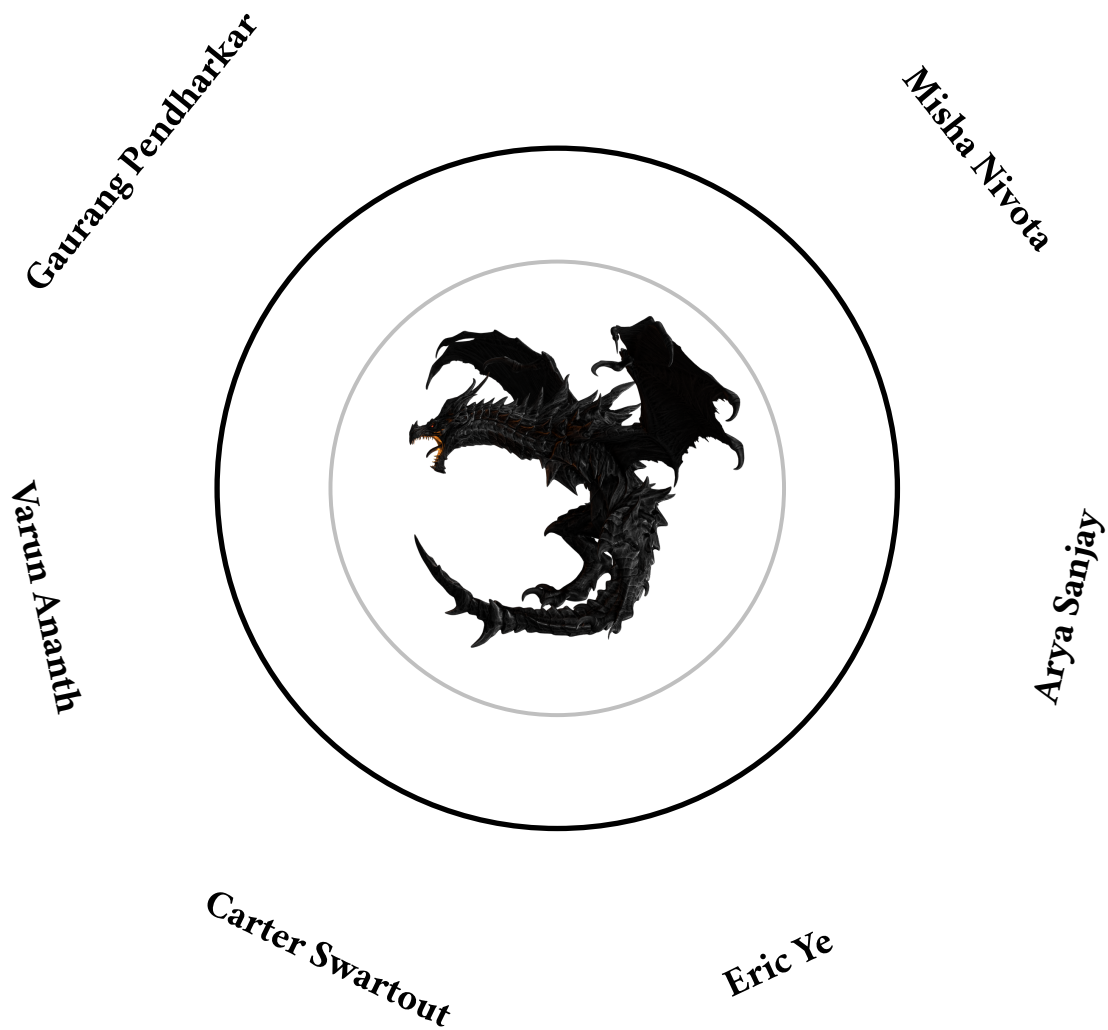 Gaurang Pendharkar
Misha Nivota
Varun Ananth
Arya Sanjay
Carter Swartout
Eric Ye